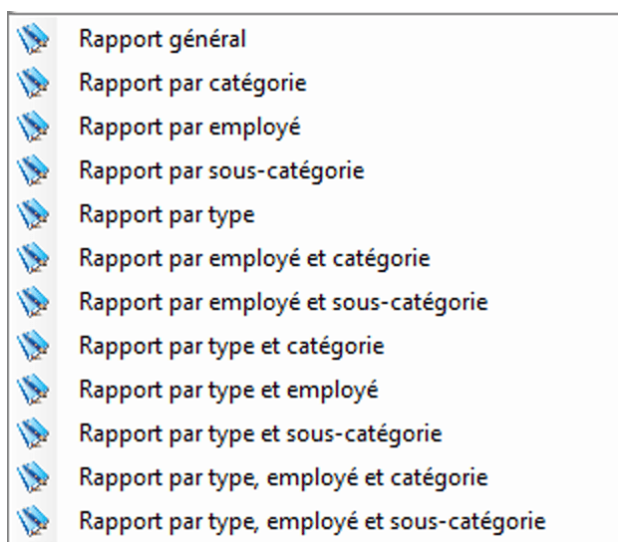 Rapport général
Rapport par catégorie
Rapport par employé
Rapport par sous-catégorie
Rapport par type
Rapport par employé et catégorie
Rapport par employé et sous-catégorie
Rapport par type et catégorie
Rapport par type et employé
Rapport par type et sous-catégorie
Rapport par type, employé et catégorie
Rapport par type, employé et sous-catégorie